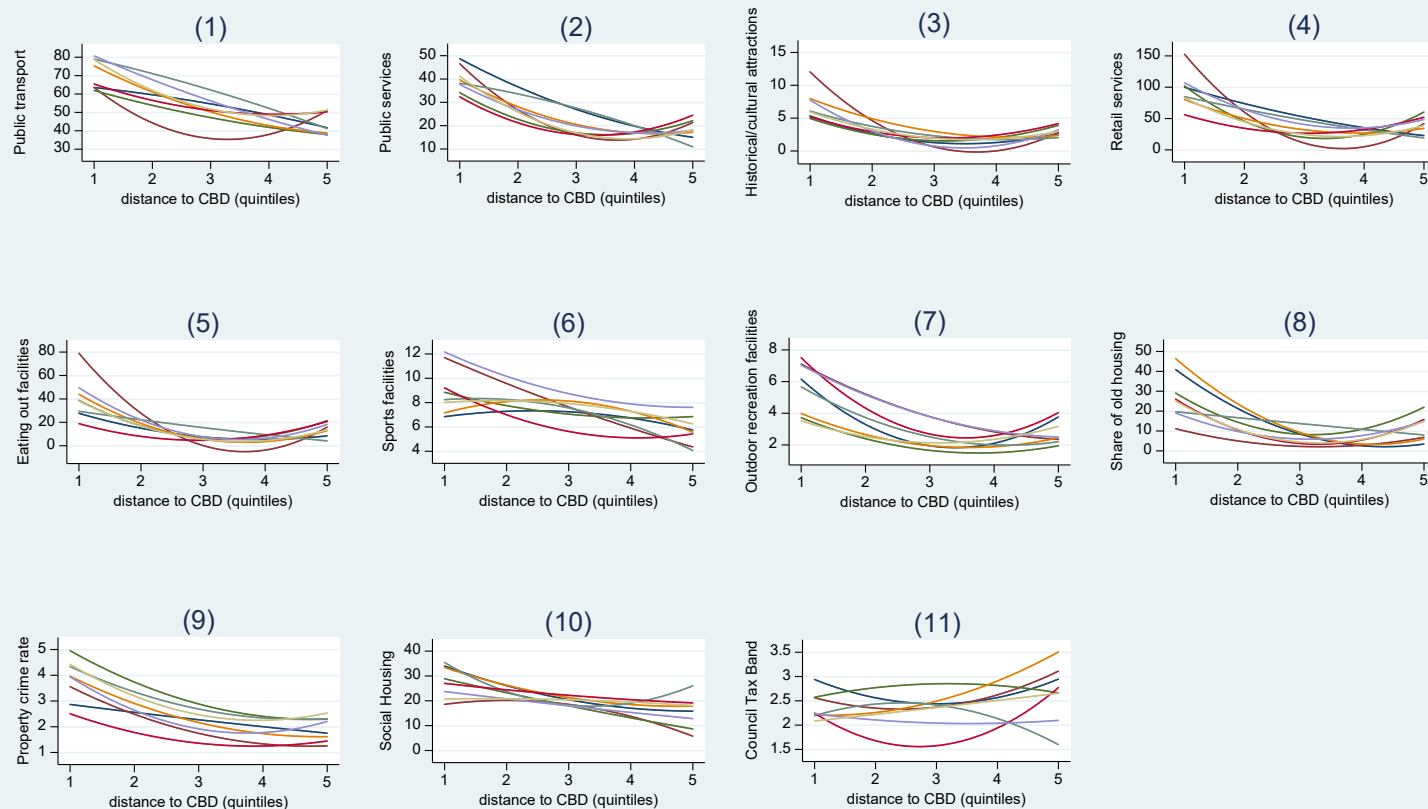 (1)
Public transport
80
70
60
50
40
30
1 2 3 4 5
distance to CBD (quintiles)
(2)
Public services
50
40
30
20
10
1 2 3 4 5
distance to CBD (quintiles)
(3)
Historical/cultural attractions
15
10
5
0
1 2 3 4 5
distance to CBD (quintiles)
(4)
Retail services
150
100
50
0
1 2 3 4 5
distance to CBD (quintiles)
(5)
Eating out facilities
80
60
40
20
0
1 2 3 4 5
distance to CBD (quintiles)
(6)
Sports facilities
12
10
8
6
4
1 2 3 4 5
distance to CBD (quintiles)
(7)
Outdoor recreation facilities
8
6
4
2
1 2 3 4 5
distance to CBD (quintiles)
(8)
Share of old housing
50
40
30
20
10
0
1 2 3 4 5
distance to CBD (quintiles)
(9)
Property crime rate
5
4
3
2
1
1 2 3 4 5
distance to CBD (quintiles)
(10)
Social Housing
40
30
20
10
0
1 2 3 4 5
distance to CBD (quintiles)
(11)
Council Tax Band
3.5
3
2.5
2
1.5
1 2 3 4 5
distance to CBD (quintiles)